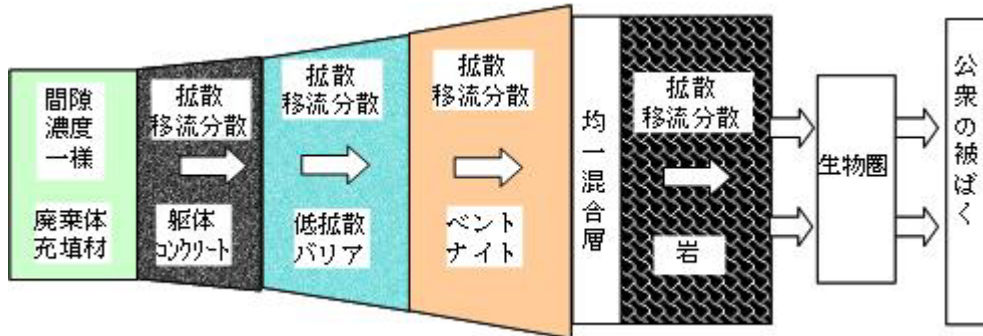 間隙
濃度
一様
廃棄体
充填材
拡散
移流分散
躯体
コンクリート
拡散
移流分散
低拡散
バリア
拡散
移流分散
ベント
ナイト
均一混合層
拡散
移流分散
岩
生物圏
公衆の被ばく